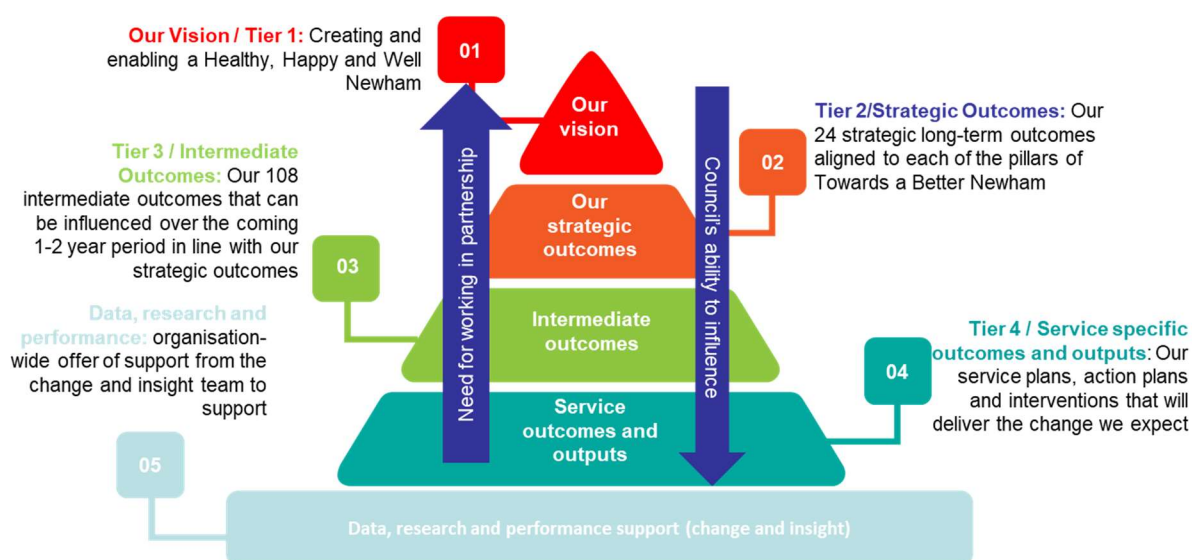 Our Vision / Tier 1: Creating and
enabling a Healthy, Happy and Well
Newham
01
Our
vision
Tier 2/Strategic Outcomes: Our
24 strategic long-term outcomes
aligned to each of the pillars of
Towards a Better Newham
02
Tier 3 / Intermediate
Outcomes: Our 108
intermediate outcomes that can
be influenced over the coming
1-2 year period in line with our
strategic outcomes
03
Our
strategic
outcomes
Need for working in partnership
Council's ability to influence
Intermediate
outcomes
Data, research and
performance: organisation-
wide offer of support from the
change and insight team to
support
Tier 4 / Service specific
outcomes and outputs: Our
service plans, action plans
and interventions that will
deliver the change we expect
04
Service
outcomes and
outputs
05
Data, research and performance support (change and insight)